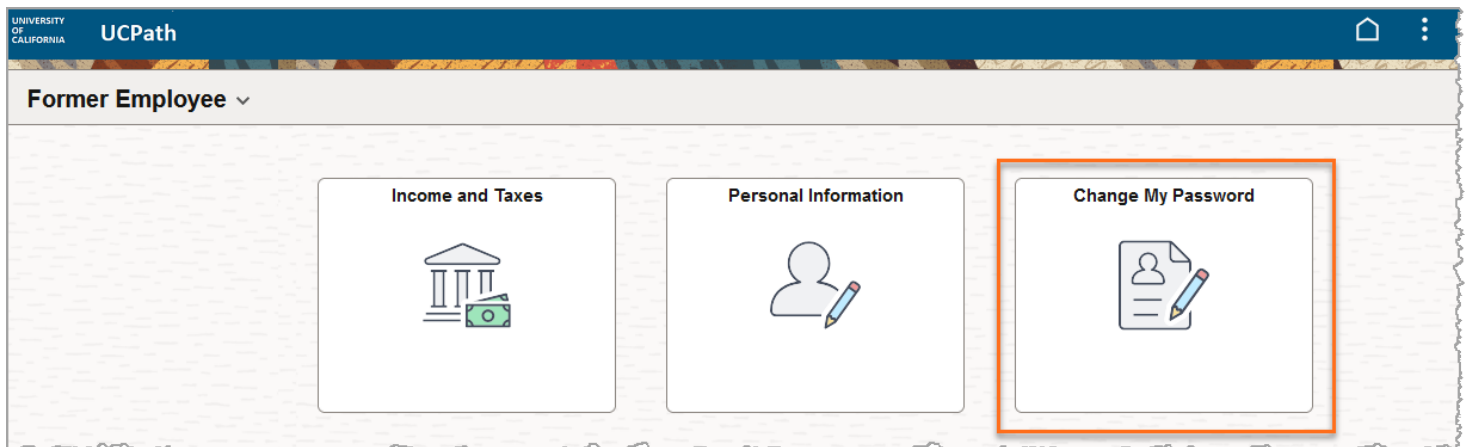 UNIVERSITY
OF
CALIFORNIA
UCPath
Former Employee
Income and Taxes
Personal Information
Change My Password